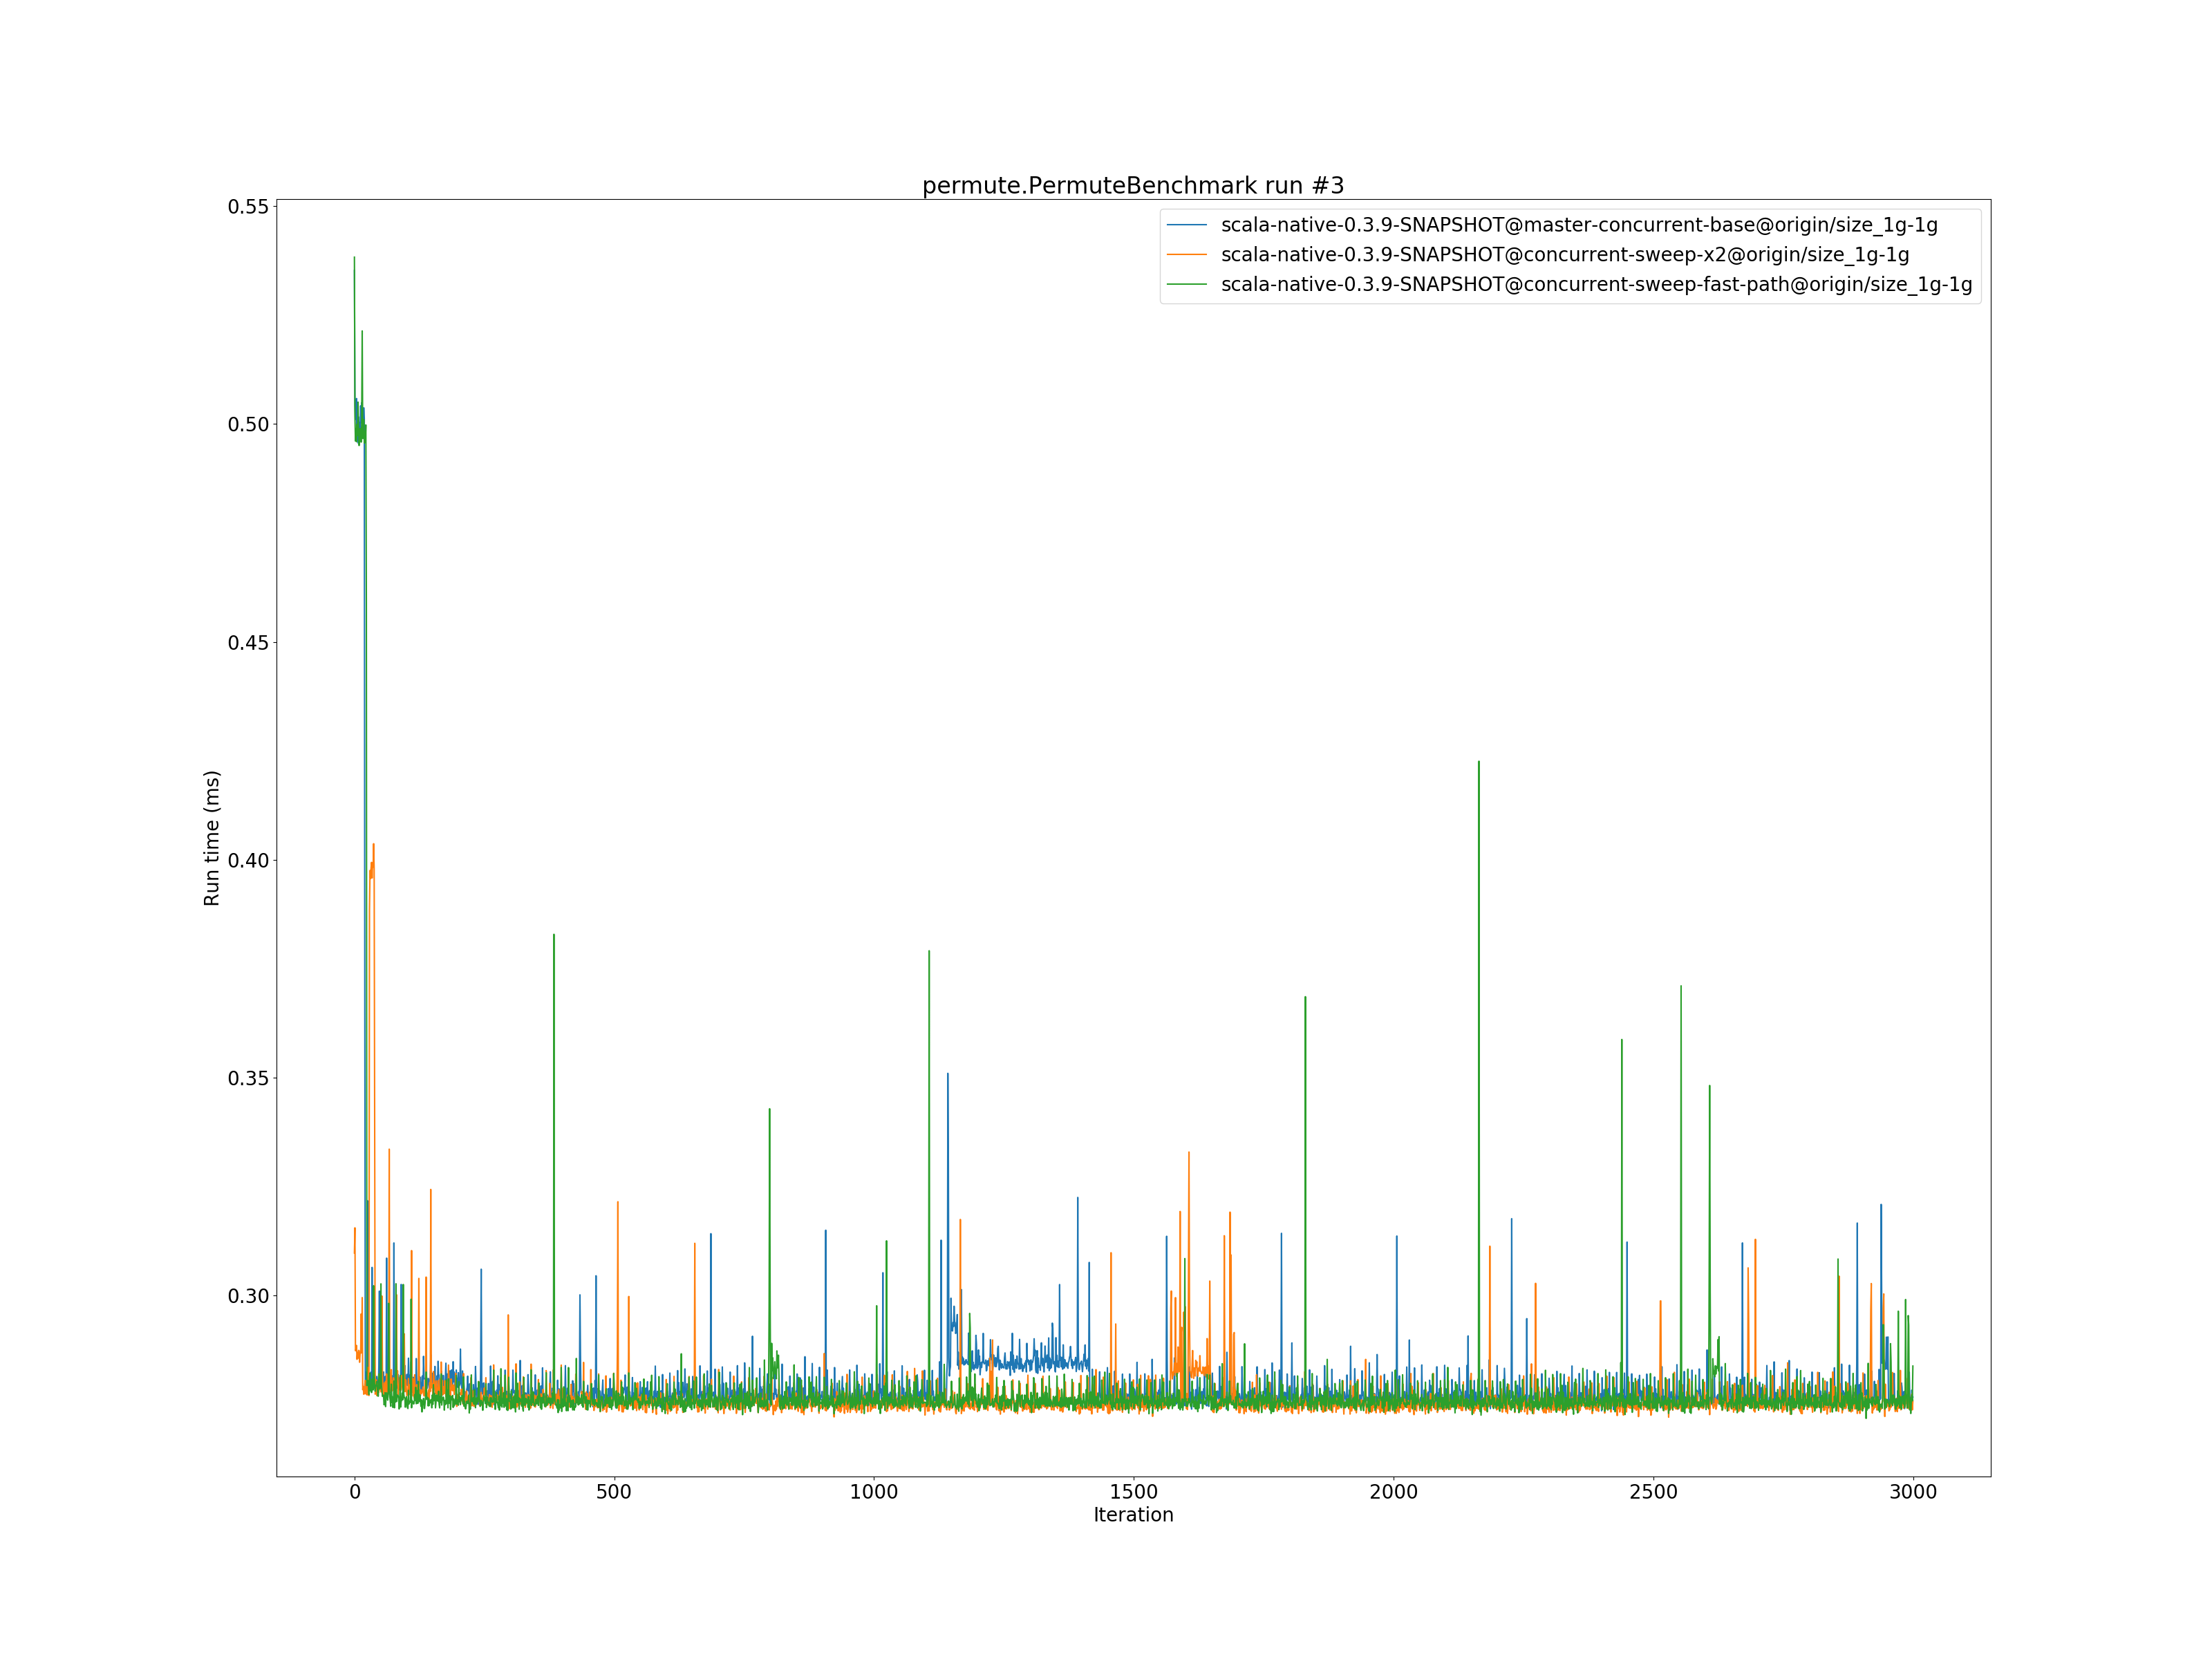 permute.PermuteBenchmark run #3
scala-native-0.3.9-SNAPSHOT@master-concurrent-base@origin/size_1g-1g
scala-native-0.3.9-SNAPSHOT@concurrent-sweep-x2@origin/size_1g-1g
scala-native-0.3.9-SNAPSHOT@concurrent-sweep-fast-path@origin/size_1g-1g
Run time (ms)
0.55
0.50
0.45
0.40
0.35
0.30
0 500 1000 1500 2000 2500 3000
Iteration